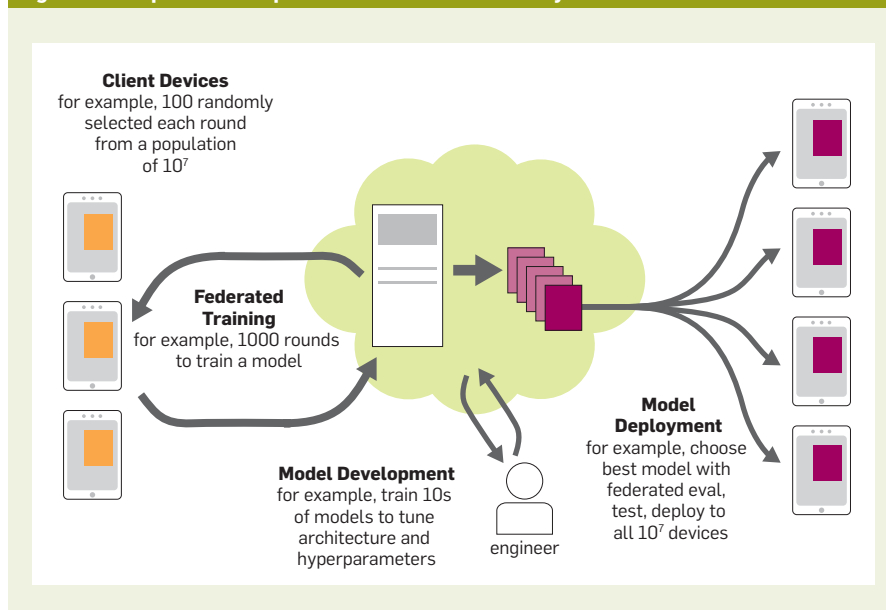 Client Devices
for example, 100 randomly
selected each round
from a population
of 10⁷
Federated
Training
for example, 1000 rounds
to train a model
Model Development
for example, train 10s
of models to tune
architecture and
hyperparameters
engineer
Model
Deployment
for example, choose
best model with
federated eval,
test, deploy to
all 10⁷ devices